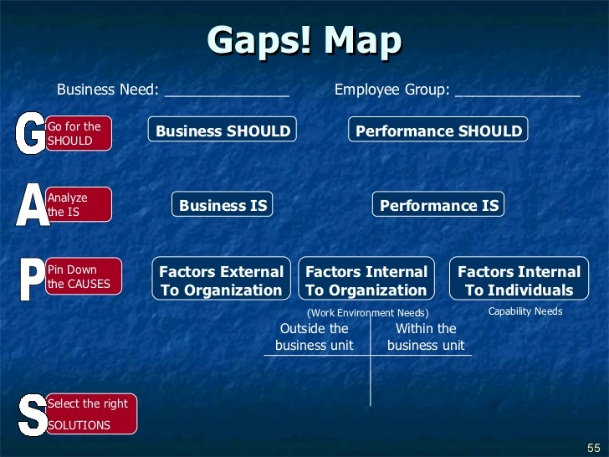 Gaps! Map
Business Need: _______________ Employee Group: _______________
G Go for the
SHOULD
Business SHOULD
Performance SHOULD
A Analyze
the IS
Business IS
Performance IS
P Pin Down
the CAUSES
Factors External
To Organization
Factors Internal
To Organization
Factors Internal
To Individuals
(Work Environment Needs)
Capability Needs
Outside the
business unit
Within the
business unit
S Select the right
SOLUTIONS
55